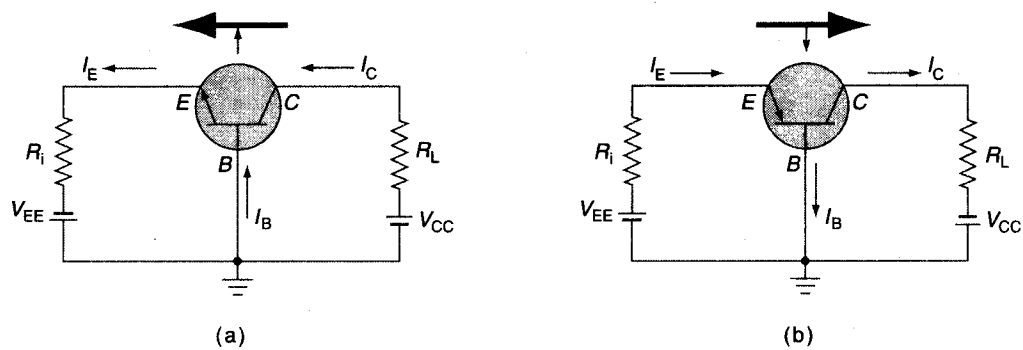 I_E I_C
E C
R_i B R_L
V_EE I_B V_CC
(a)
I_E I_C
E C
R_i B R_L
V_EE I_B V_CC
(b)